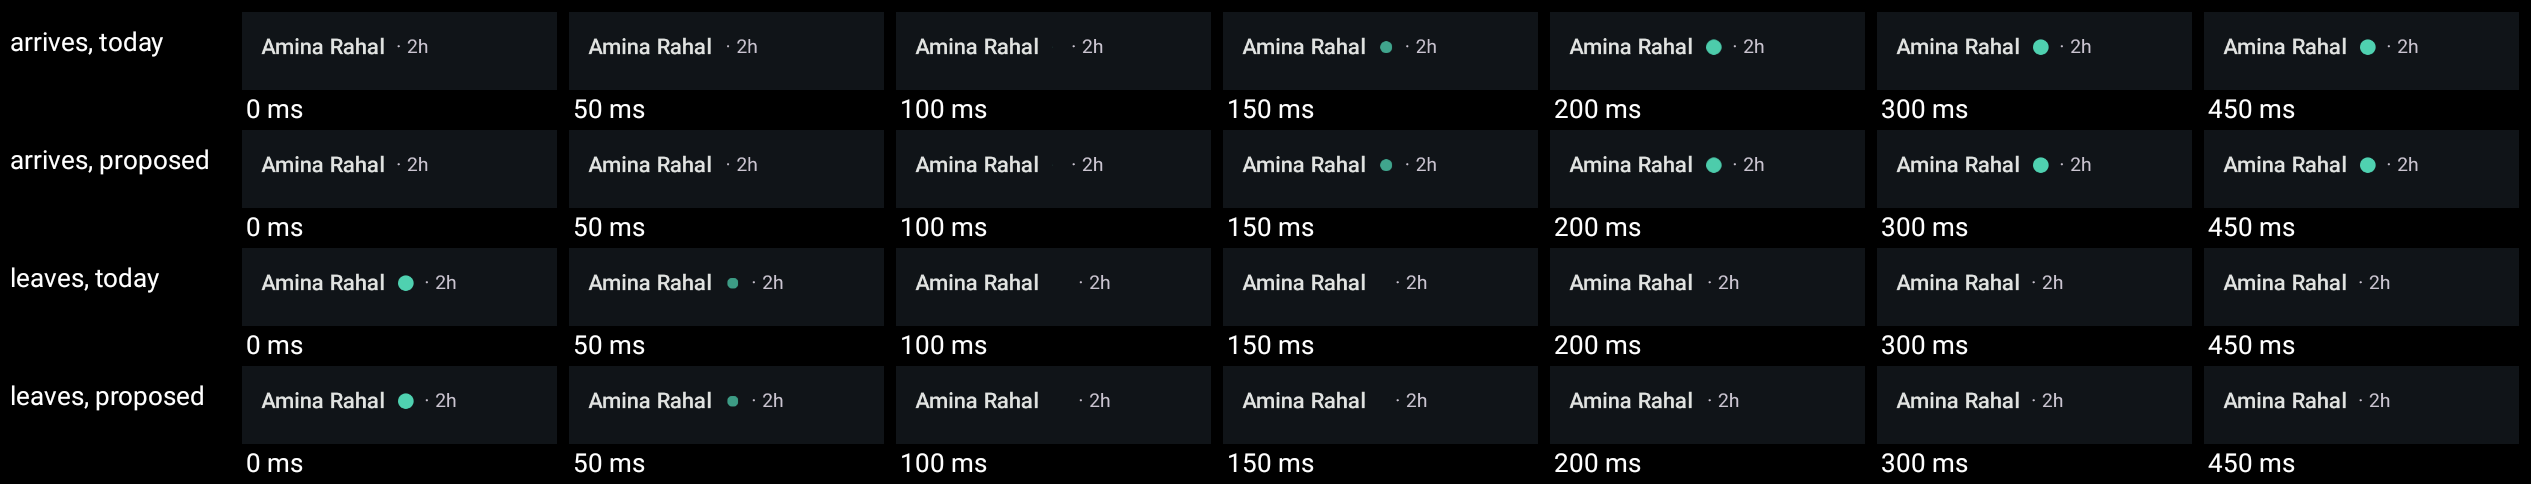 arrives, today
Amina Rahal · 2h
Amina Rahal · 2h
Amina Rahal · 2h
Amina Rahal · 2h
Amina Rahal · 2h
Amina Rahal · 2h
Amina Rahal · 2h
0 ms
50 ms
100 ms
150 ms
200 ms
300 ms
450 ms
arrives, proposed
Amina Rahal · 2h
Amina Rahal · 2h
Amina Rahal · 2h
Amina Rahal · 2h
Amina Rahal · 2h
Amina Rahal · 2h
Amina Rahal · 2h
0 ms
50 ms
100 ms
150 ms
200 ms
300 ms
450 ms
leaves, today
Amina Rahal · 2h
Amina Rahal · 2h
Amina Rahal · 2h
Amina Rahal · 2h
Amina Rahal · 2h
Amina Rahal · 2h
Amina Rahal · 2h
0 ms
50 ms
100 ms
150 ms
200 ms
300 ms
450 ms
leaves, proposed
Amina Rahal · 2h
Amina Rahal · 2h
Amina Rahal · 2h
Amina Rahal · 2h
Amina Rahal · 2h
Amina Rahal · 2h
Amina Rahal · 2h
0 ms
50 ms
100 ms
150 ms
200 ms
300 ms
450 ms